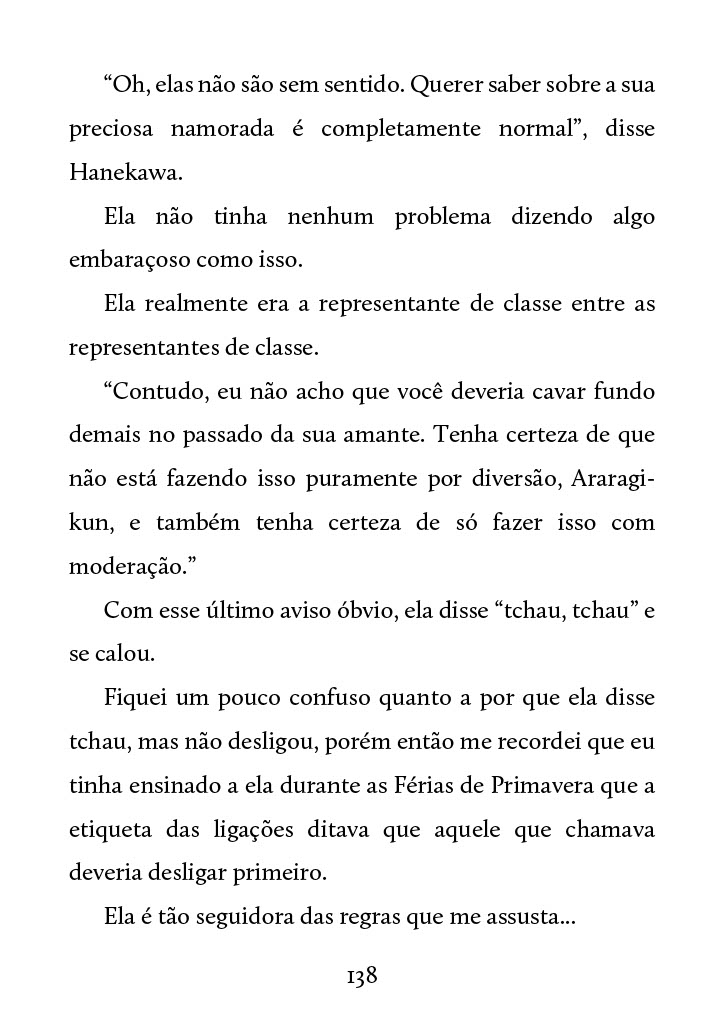 “Oh, elas não são sem sentido. Querer saber sobre a sua
preciosa namorada é completamente normal”, disse
Hanekawa.
Ela não tinha nenhum problema dizendo algo
embaraçoso como isso.
Ela realmente era a representante de classe entre as
representantes de classe.
“Contudo, eu não acho que você deveria cavar fundo
demais no passado da sua amante. Tenha certeza de que
não está fazendo isso puramente por diversão, Araragi-
kun, e também tenha certeza de só fazer isso com
moderação.”
Com esse último aviso óbvio, ela disse “tchau, tchau” e
se calou.
Fiquei um pouco confuso quanto a por que ela disse
tchau, mas não desligou, porém então me recordei que eu
tinha ensinado a ela durante as Férias de Primavera que a
etiqueta das ligações ditava que aquele que chamava
deveria desligar primeiro.
Ela é tão seguidora das regras que me assusta...
138